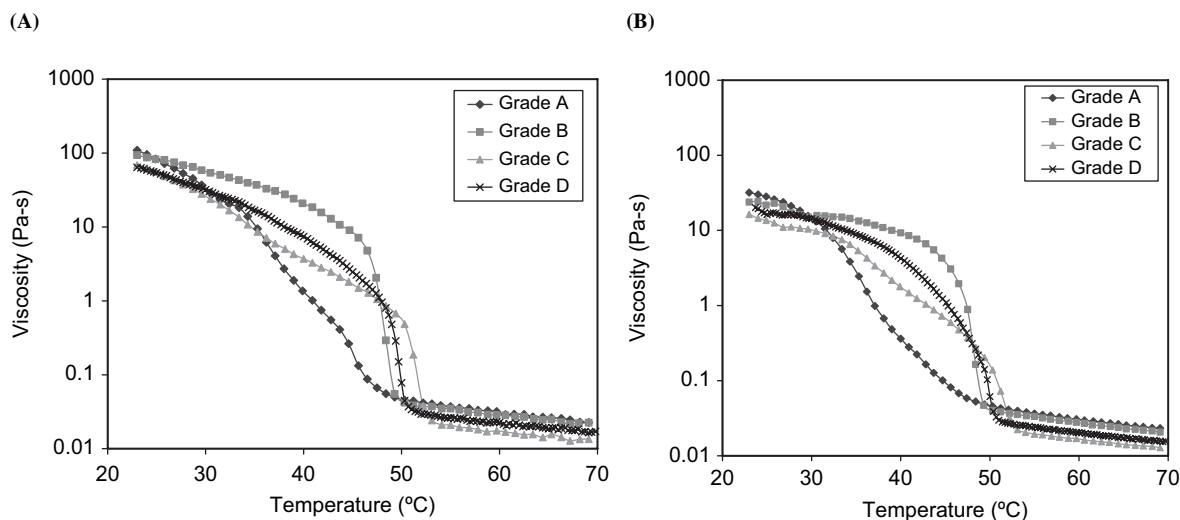 (A)
1000
100
10
1
0.1
0.01
Viscosity (Pa-s)
20 30 40 50 60 70
Temperature (ºC)
Grade A
Grade B
Grade C
Grade D
(B)
1000
100
10
1
0.1
0.01
Viscosity (Pa-s)
20 30 40 50 60 70
Temperature (ºC)
Grade A
Grade B
Grade C
Grade D